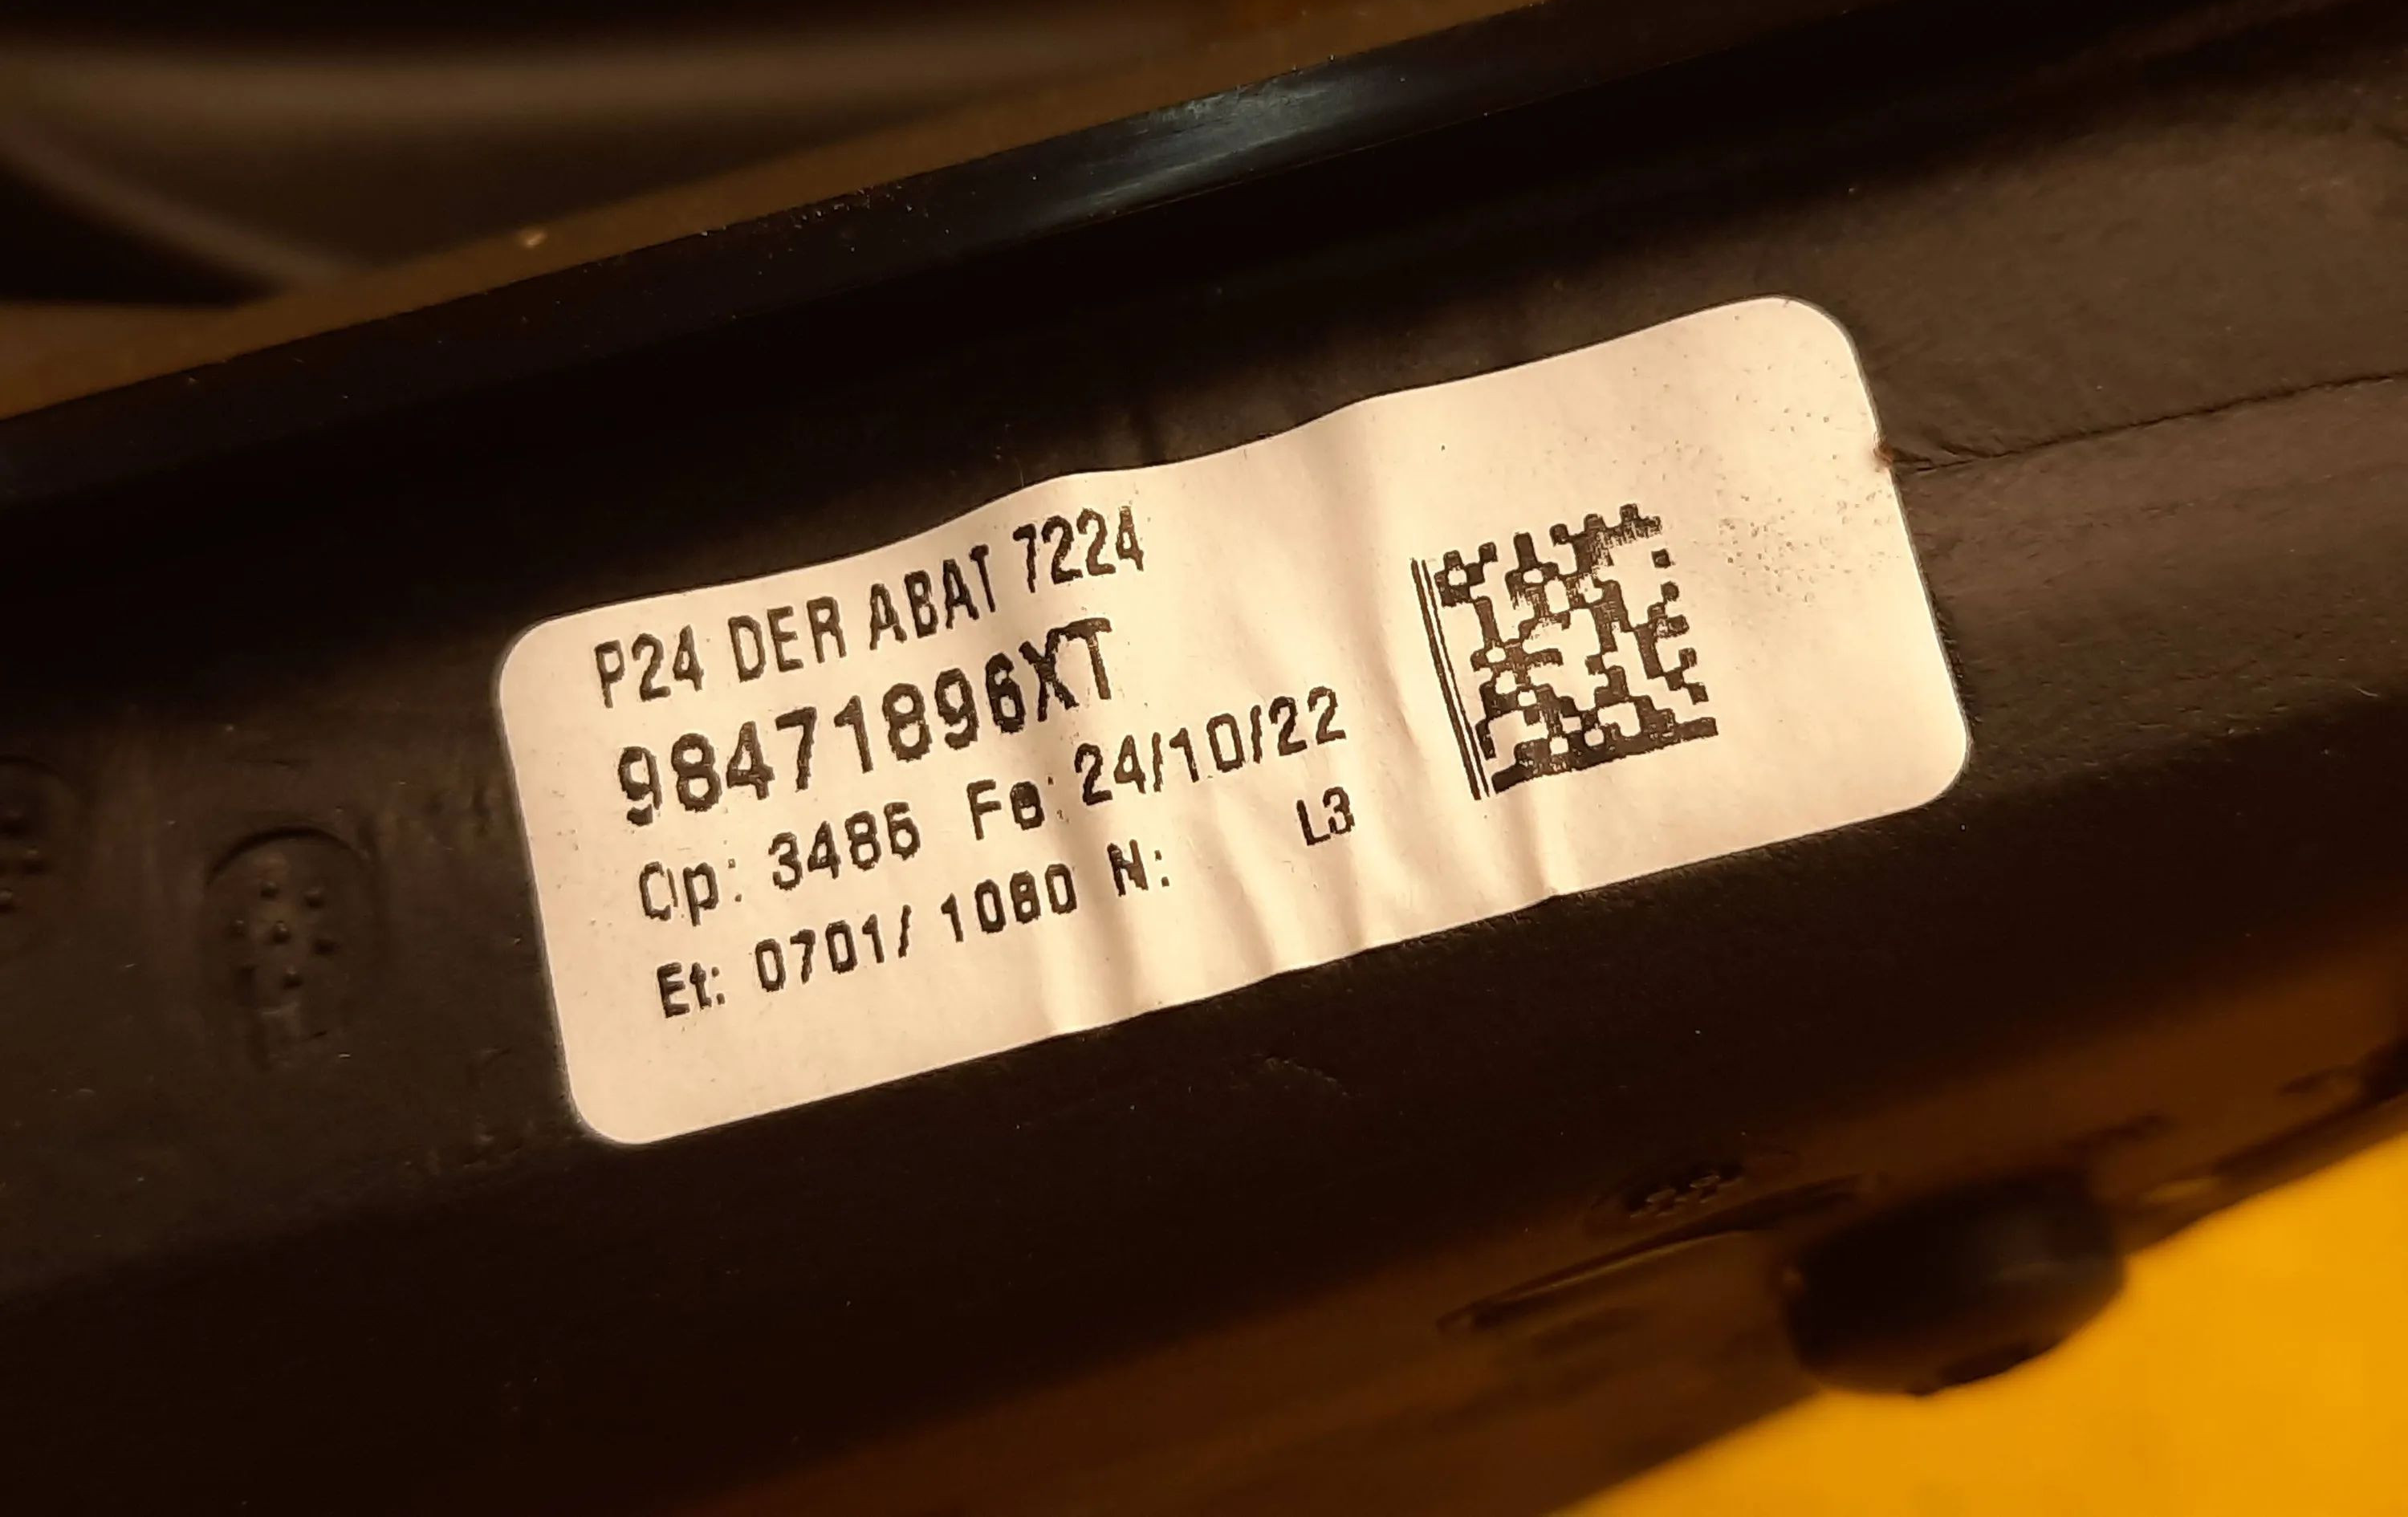 P24 DER ABAT 7224
98471896XT
Op: 3486 Fe: 24/10/22
Et: 0701/ 1080 N: L3